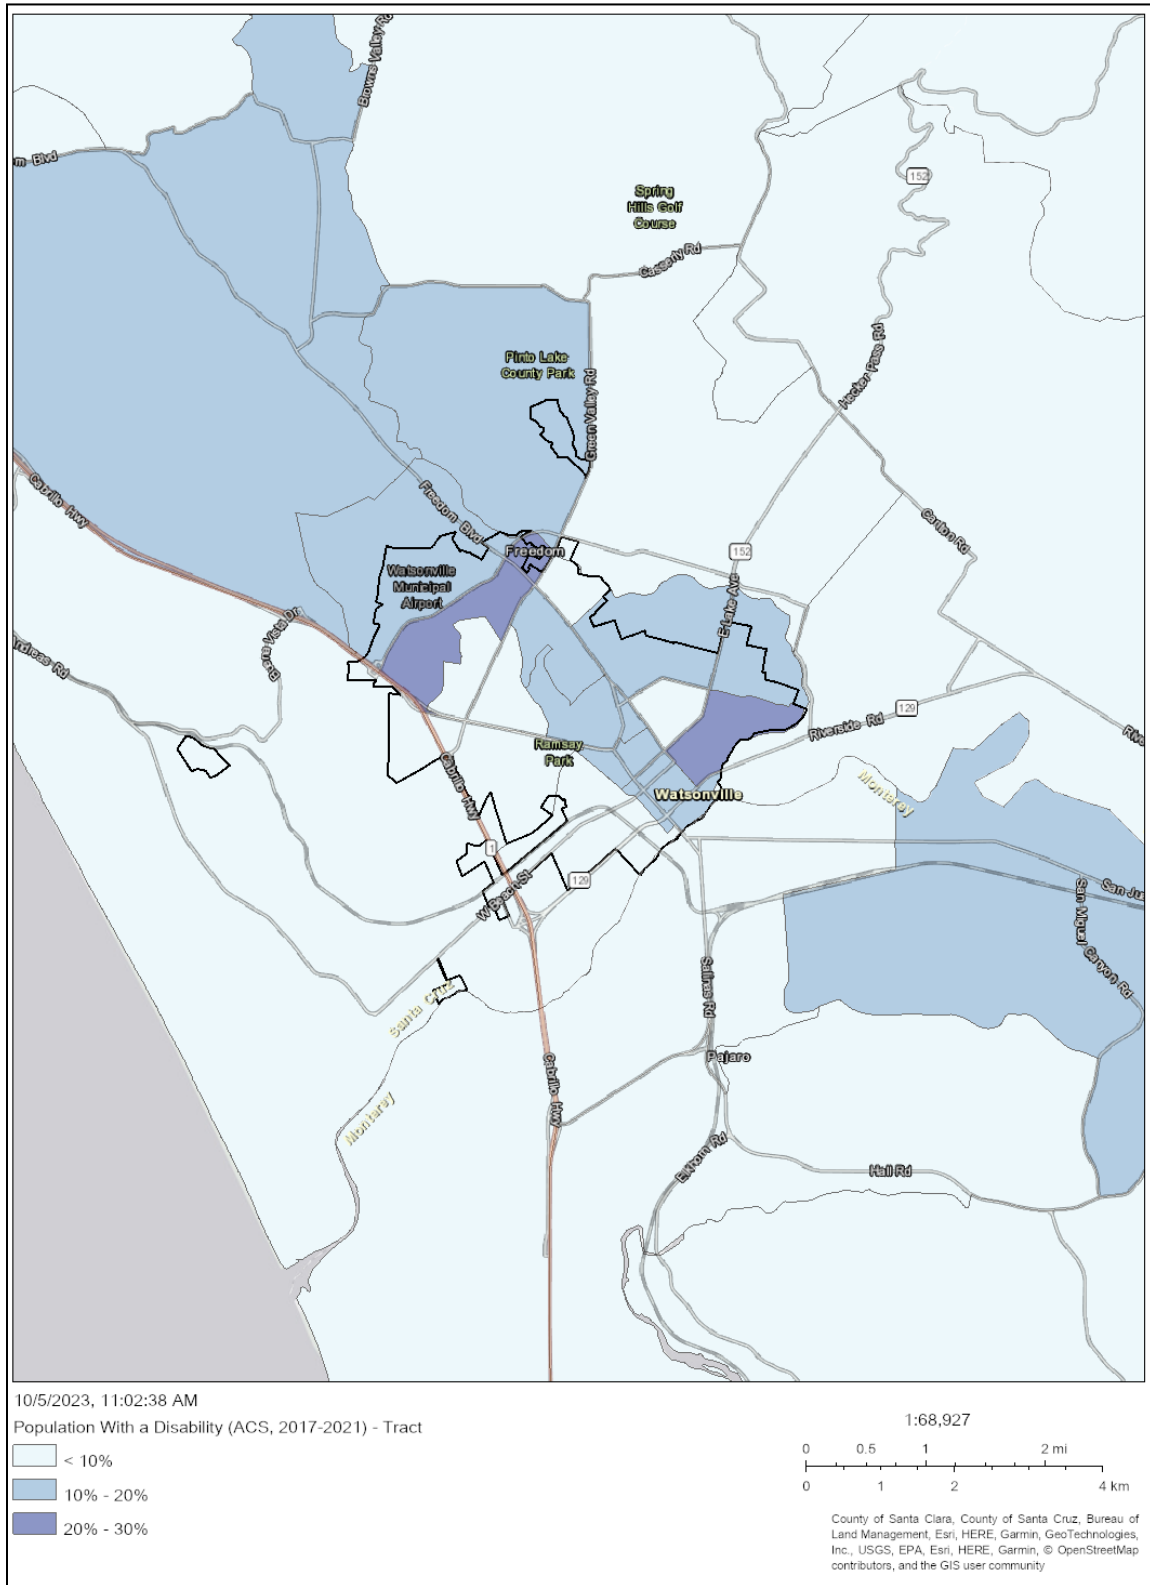 Browns Valley Rd
m Blvd
152
Spring
Hills Golf
Course
Casserly Rd
Hecker Pass Rd
Pinto Lake
County Park
Green Valley Rd
Cabrillo Hwy
Freedom Blvd
Carlton Rd
Freedom
152
Watsonville
Municipal
Airport
E Lake Ave
Buena Vista Dr
Andreas Rd
129
Riverside Rd
Ramsay
Park
Cabrillo Hwy
Watsonville
Monterey
1
129
W Beach St
San Ju
San Miguel Canyon Rd
Salinas Rd
Santa Cruz
Pajaro
Monterey
Cabrillo Hwy
Elkhorn Rd
Hall Rd
10/5/2023, 11:02:38 AM
Population With a Disability (ACS, 2017-2021) - Tract
< 10%
10% - 20%
20% - 30%
1:68,927
0 0.5 1 2 mi
0 1 2 4 km
County of Santa Clara, County of Santa Cruz, Bureau of
Land Management, Esri, HERE, Garmin, GeoTechnologies,
Inc., USGS, EPA, Esri, HERE, Garmin, © OpenStreetMap
contributors, and the GIS user community